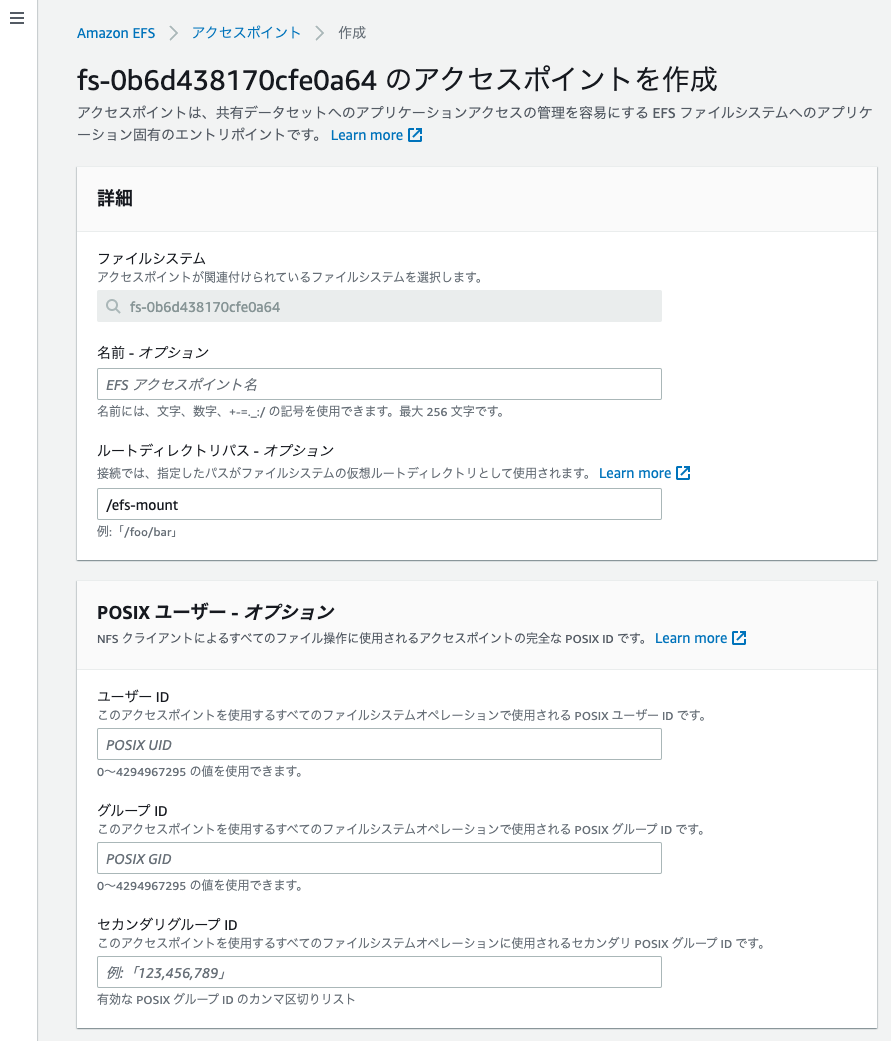 Amazon EFS > アクセスポイント > 作成
fs-0b6d438170cfe0a64 のアクセスポイントを作成
アクセスポイントは、共有データセットへのアプリケーションアクセスの管理を容易にする EFS ファイルシステムへのアプリケ
ーション固有のエントリポイントです。 Learn more
詳細
ファイルシステム
アクセスポイントが関連付けられているファイルシステムを選択します。
fs-0b6d438170cfe0a64
名前 - オプション
EFS アクセスポイント名
名前には、文字、数字、+-=._:/ の記号を使用できます。最大 256 文字です。
ルートディレクトリパス - オプション
接続では、指定したパスがファイルシステムの仮想ルートディレクトリとして使用されます。 Learn more
/efs-mount
例:「/foo/bar」
POSIX ユーザー - オプション
NFS クライアントによるすべてのファイル操作に使用されるアクセスポイントの完全な POSIX ID です。 Learn more
ユーザー ID
このアクセスポイントを使用するすべてのファイルシステムオペレーションで使用される POSIX ユーザー ID です。
POSIX UID
0〜4294967295 の値を使用できます。
グループ ID
このアクセスポイントを使用するすべてのファイルシステムオペレーションで使用される POSIX グループ ID です。
POSIX GID
0〜4294967295 の値を使用できます。
セカンダリグループ ID
このアクセスポイントを使用するすべてのファイルシステムオペレーションに使用されるセカンダリ POSIX グループ ID です。
例:「123,456,789」
有効な POSIX グループ ID のカンマ区切りリスト